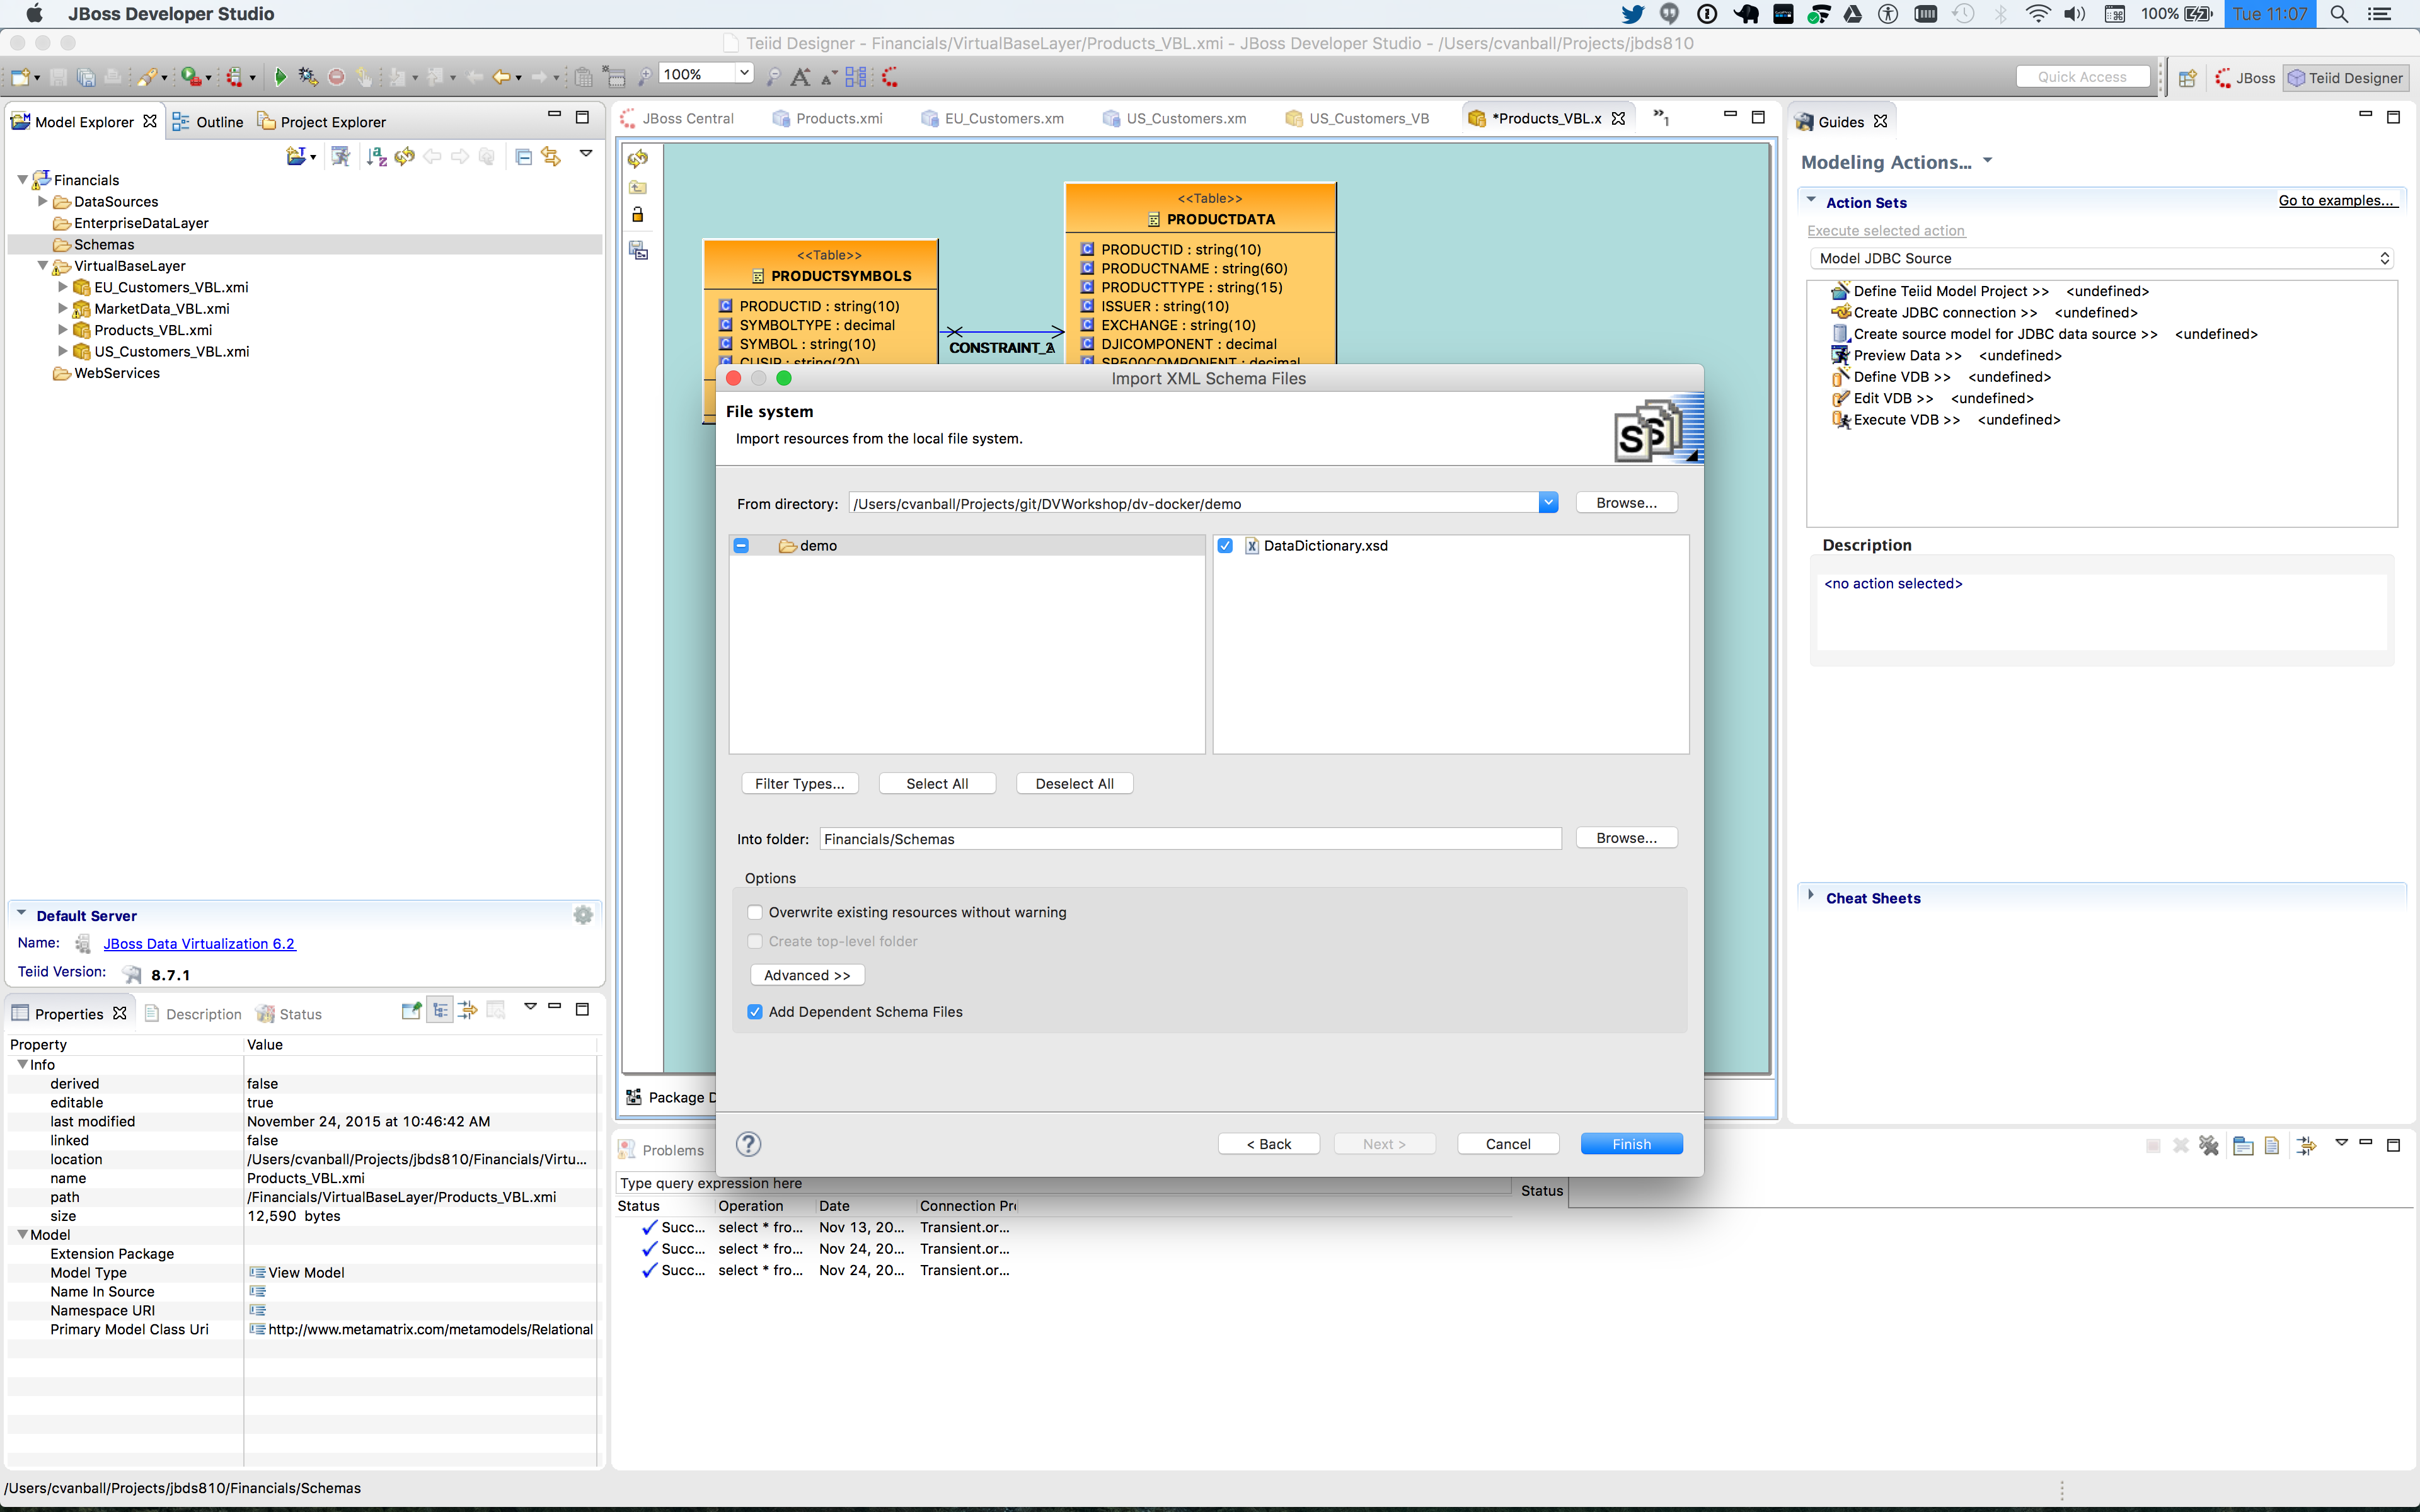 JBoss Developer Studio
100%
Tue 11:07
Teiid Designer - Financials/VirtualBaseLayer/Products_VBL.xmi - JBoss Developer Studio - /Users/cvanball/Projects/jbds810
100%
Quick Access
JBoss
Teiid Designer
Model Explorer
Outline
Project Explorer
Financials
DataSources
EnterpriseDataLayer
Schemas
VirtualBaseLayer
EU_Customers_VBL.xmi
MarketData_VBL.xmi
Products_VBL.xmi
US_Customers_VBL.xmi
WebServices
Default Server
Name: JBoss Data Virtualization 6.2
Teiid Version: 8.7.1
Properties
Description
Status
Property Value
Info
derived false
editable true
last modified November 24, 2015 at 10:46:42 AM
linked false
location /Users/cvanball/Projects/jbds810/Financials/Virtu...
name Products_VBL.xmi
path /Financials/VirtualBaseLayer/Products_VBL.xmi
size 12,590 bytes
Model
Extension Package
Model Type View Model
Name In Source
Namespace URI
Primary Model Class Uri http://www.metamatrix.com/metamodels/Relational
/Users/cvanball/Projects/jbds810/Financials/Schemas
JBoss Central
Products.xmi
EU_Customers.xm
US_Customers.xm
US_Customers_VB
*Products_VBL.x
»1
<<Table>>
PRODUCTSYMBOLS
PRODUCTID : string(10)
SYMBOLTYPE : decimal
SYMBOL : string(10)
CUSIP : string(20)
<<Table>>
PRODUCTDATA
PRODUCTID : string(10)
PRODUCTNAME : string(60)
PRODUCTTYPE : string(15)
ISSUER : string(10)
EXCHANGE : string(10)
DJICOMPONENT : decimal
SP500COMPONENT : decimal
Package D
Import XML Schema Files
File system
Import resources from the local file system.
S S
From directory: /Users/cvanball/Projects/git/DVWorkshop/dv-docker/demo
Browse...
demo
DataDictionary.xsd
Filter Types...
Select All
Deselect All
Into folder: Financials/Schemas
Browse...
Options
Overwrite existing resources without warning
Create top-level folder
Advanced >>
Add Dependent Schema Files
?
< Back
Next >
Cancel
Finish
Problems
Type query expression here
Status Operation Date Connection Pr
Succ... select * fro... Nov 13, 20... Transient.or...
Succ... select * fro... Nov 24, 20... Transient.or...
Succ... select * fro... Nov 24, 20... Transient.or...
Status
Guides
Modeling Actions...
Action Sets
Go to examples...
Execute selected action
Model JDBC Source
Define Teiid Model Project >> <undefined>
Create JDBC connection >> <undefined>
Create source model for JDBC data source >> <undefined>
Preview Data >> <undefined>
Define VDB >> <undefined>
Edit VDB >> <undefined>
Execute VDB >> <undefined>
Description
<no action selected>
Cheat Sheets